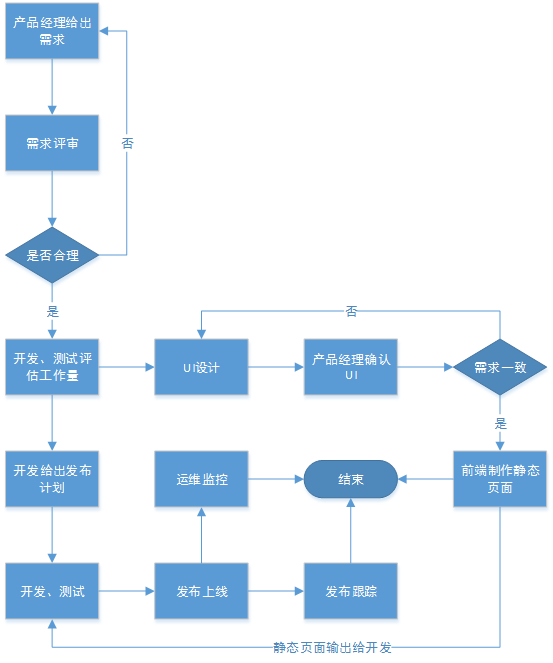 产品经理给出
需求
需求评审
否
是否合理
是
否
开发、测试评
估工作量
UI设计
产品经理确认
UI
需求一致
是
开发给出发布
计划
运维监控
结束
前端制作静态
页面
开发、测试
发布上线
发布跟踪
静态页面输出给开发